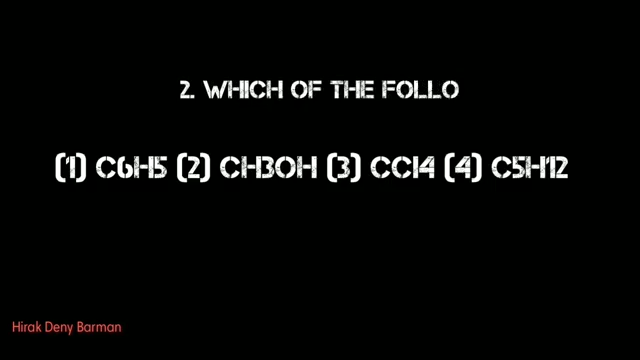 2. WHICH OF THE FOLLO
(1) C6H5 (2) CH3OH (3) CCl4 (4) C5H12
Hirak Deny Barman